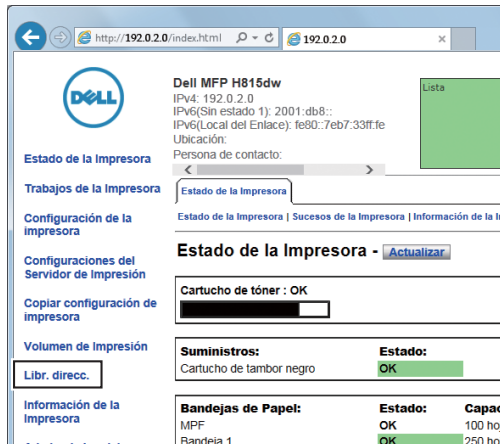 http://192.0.2.0/index.html
192.0.2.0
DELL
Dell MFP H815dw
IPv4: 192.0.2.0
IPv6(Sin estado 1): 2001:db8::
IPv6(Local del Enlace): fe80::7eb7:33ff:fe
Ubicación:
Persona de contacto:
Lista
Estado de la Impresora
Trabajos de la Impresora
Configuración de la
impresora
Configuraciones del
Servidor de Impresión
Copiar configuración de
impresora
Volumen de Impresión
Libr. direcc.
Información de la
Impresora
Estado de la Impresora
Estado de la Impresora | Sucesos de la Impresora | Información de la
Estado de la Impresora - Actualizar
Cartucho de tóner : OK
Suministros: Estado:
Cartucho de tambor negro OK
Bandejas de Papel: Estado: Capac
MPF OK 100 ho
Bandeja 1 OK 250 ho